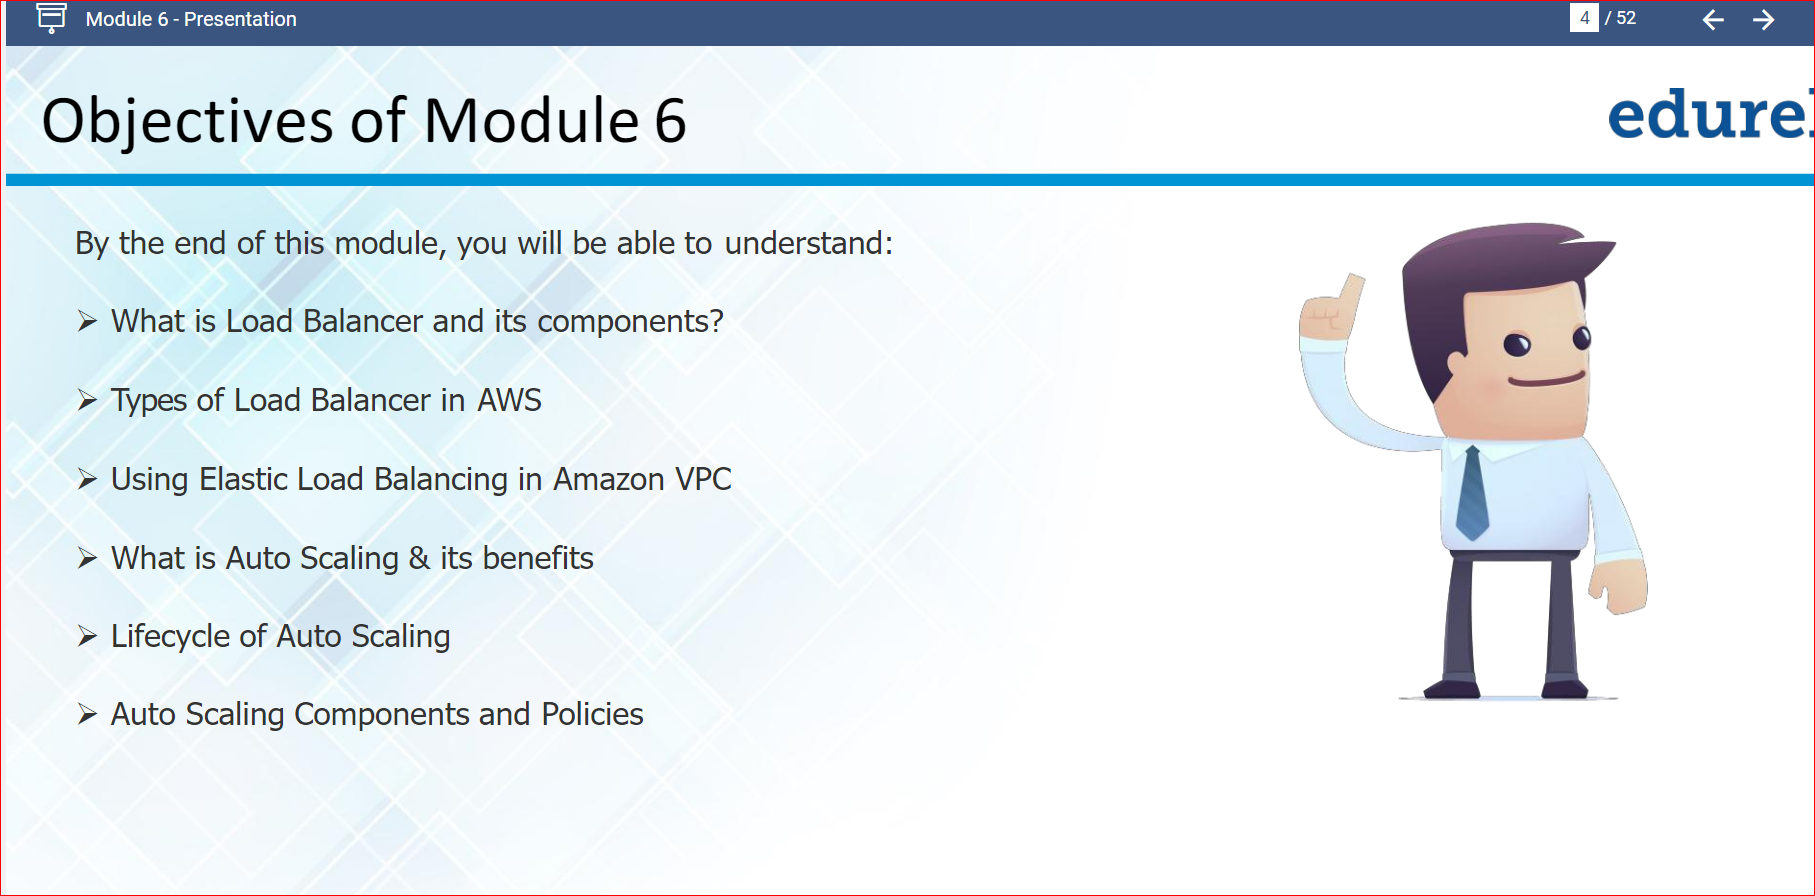 Module 6 - Presentation
4 / 52
Objectives of Module 6
By the end of this module, you will be able to understand:
➢ What is Load Balancer and its components?
➢ Types of Load Balancer in AWS
➢ Using Elastic Load Balancing in Amazon VPC
➢ What is Auto Scaling & its benefits
➢ Lifecycle of Auto Scaling
➢ Auto Scaling Components and Policies